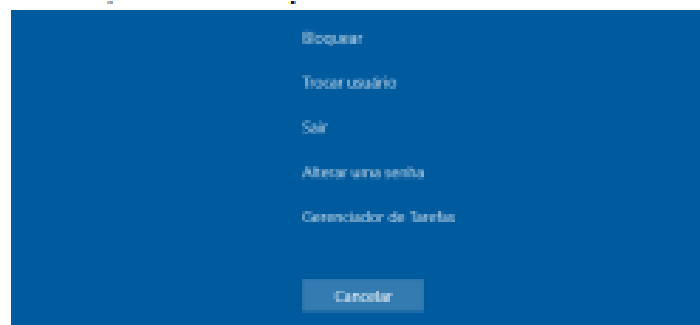 Bloquear
Trocar usuário
Sair
Alterar uma senha
Gerenciador de Tarefas
Cancelar